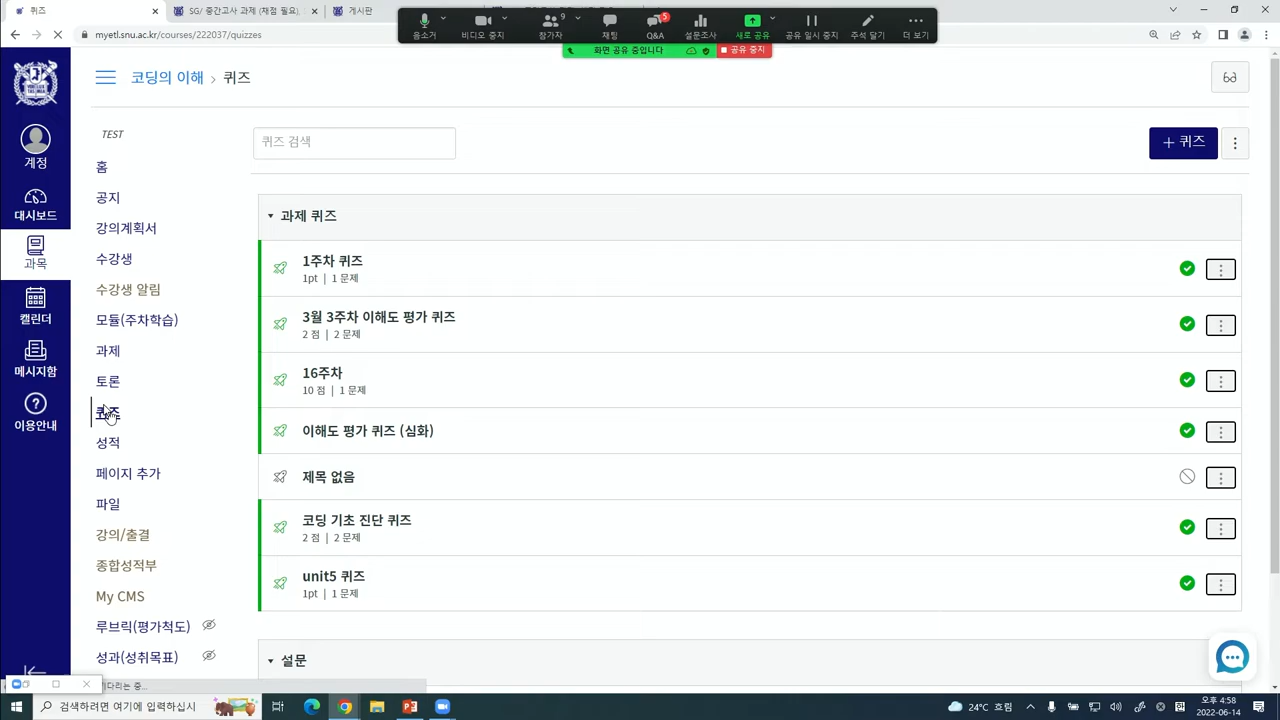 퀴즈
SG/ 중간고사 과제 (채점 필요).
게시판
myetl.snu.ac.kr/courses/222037/quizzes
음소거
비디오 중지
9
참가자
채팅
5
Q&A
설문조사
새로 공유
공유 일시 중지
주석 달기
더 보기
화면 공유 중입니다
공유 중지
코딩의 이해 › 퀴즈
계정
대시보드
과목
캘린더
메시지함
이용안내
TEST
홈
공지
강의계획서
수강생
수강생 알림
모듈(주차학습)
과제
토론
퀴즈
성적
페이지 추가
파일
강의/출결
종합성적부
My CMS
루브릭(평가척도)
성과(성취목표)
퀴즈 검색
+ 퀴즈
과제 퀴즈
1주차 퀴즈
1pt | 1 문제
3월 3주차 이해도 평가 퀴즈
2 점 | 2 문제
16주차
10 점 | 1 문제
이해도 평가 퀴즈 (심화)
제목 없음
코딩 기초 진단 퀴즈
2 점 | 2 문제
unit5 퀴즈
1pt | 1 문제
설문
다리는 중...
검색하려면 여기에 입력하십시
24°C 흐림
오후 4:58
2022-06-14